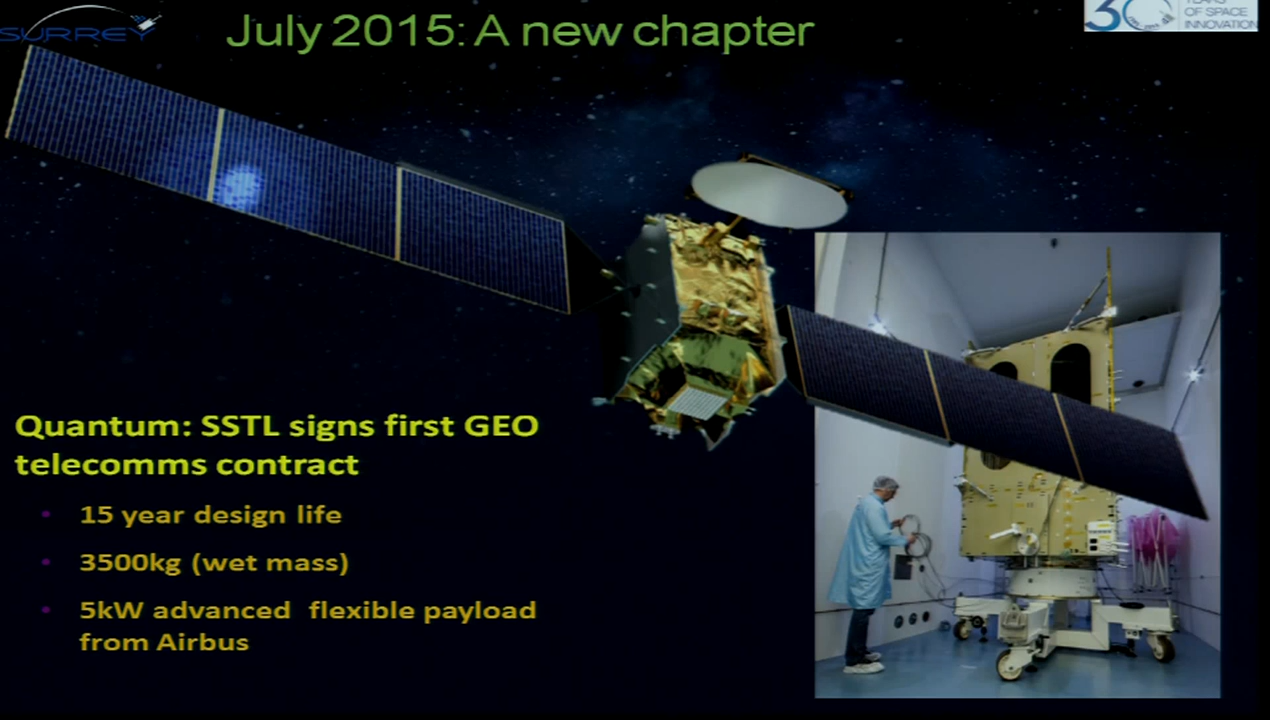 SURREY
July 2015: A new chapter
30
YEARS
OF SPACE
INNOVATION
Quantum: SSTL signs first GEO
telecomms contract
• 15 year design life
• 3500kg (wet mass)
• 5kW advanced flexible payload
from Airbus